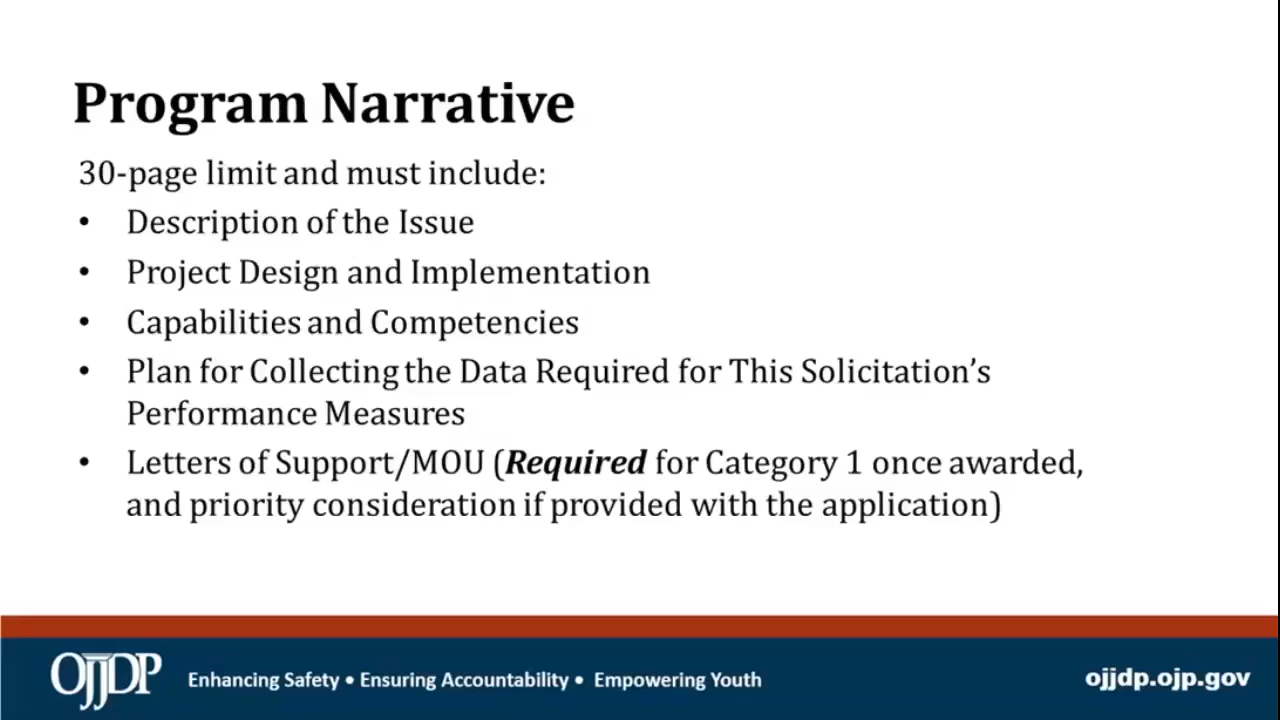 Program Narrative
30-page limit and must include:
• Description of the Issue
• Project Design and Implementation
• Capabilities and Competencies
• Plan for Collecting the Data Required for This Solicitation’s
Performance Measures
• Letters of Support/MOU (Required for Category 1 once awarded,
and priority consideration if provided with the application)
OJJDP Enhancing Safety • Ensuring Accountability • Empowering Youth ojjdp.ojp.gov